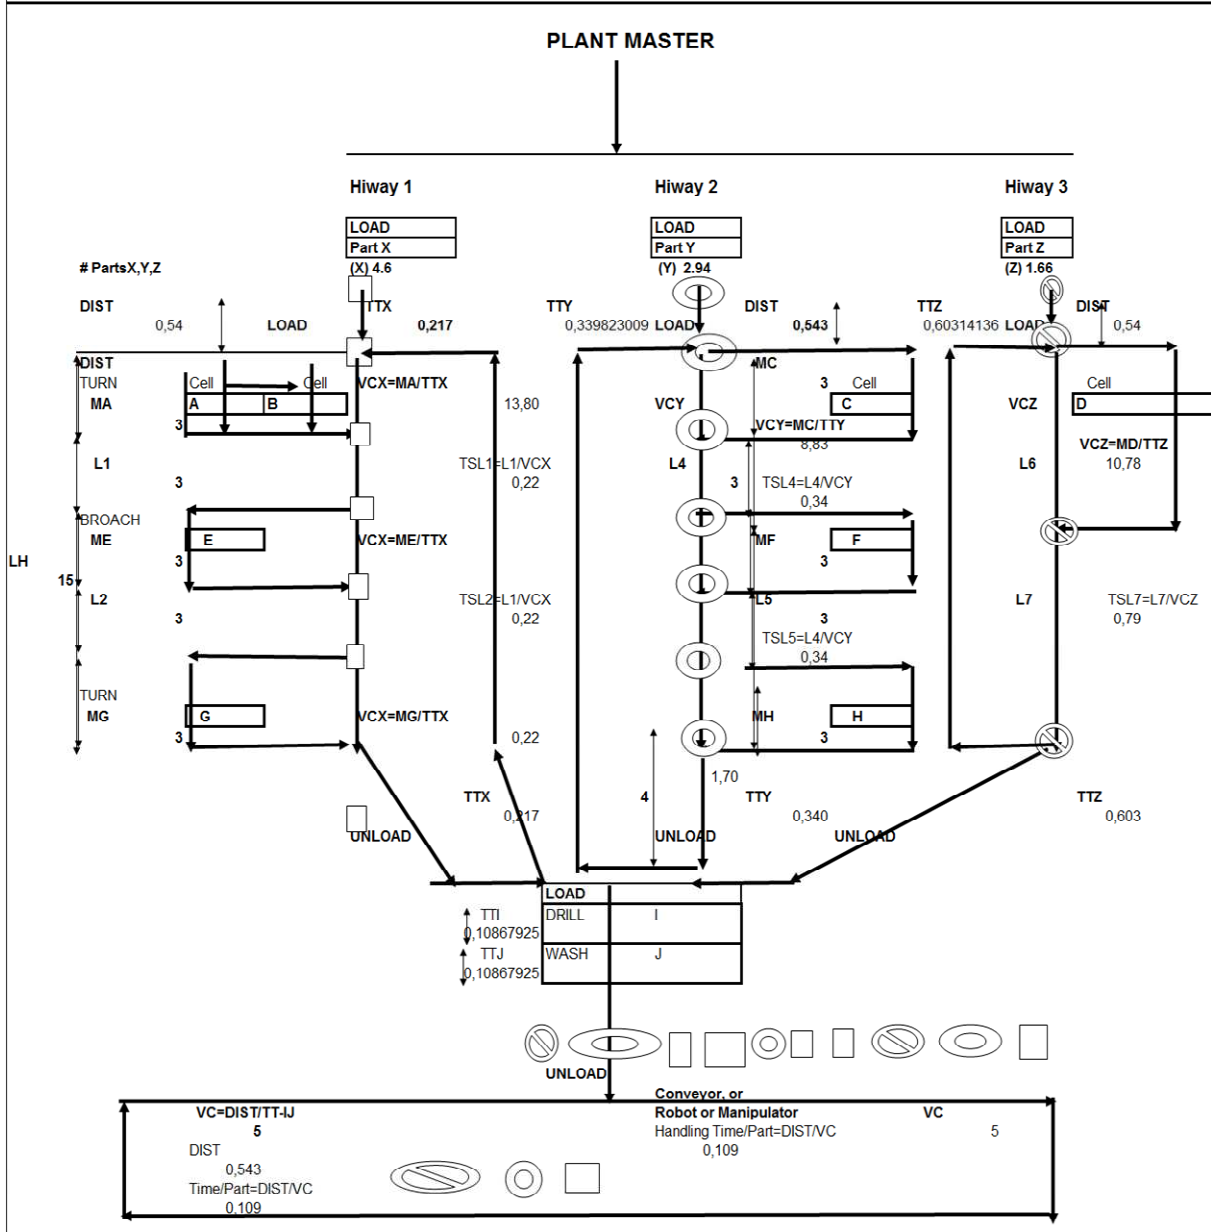 PLANT MASTER
Hiway 1 Hiway 2 Hiway 3
LOAD LOAD LOAD
Part X Part Y Part Z
# PartsX,Y,Z (X) 4.6 (Y) 2.94 (Z) 1.66
DIST TTX TTY DIST TTZ DIST
0,54 LOAD 0,217 0,339823009 LOAD 0,543 0,60314136 LOAD 0,54
DIST MC
TURN Cell Cell VCX=MA/TTX 3 Cell Cell
MA A B 13,80 VCY C VCZ D
3 VCY=MC/TTY VCZ=MD/TTZ
8,83
L1 TSL1=L1/VCX L4 L6 10,78
3 0,22 3 TSL4=L4/VCY
0,34
BROACH
ME E VCX=ME/TTX MF F
LH 3 3
15
L2 TSL2=L1/VCX L5 L7 TSL7=L7/VCZ
3 0,22 3 0,79
TSL5=L4/VCY
0,34
TURN
MG G VCX=MG/TTX MH H
3 0,22 3
1,70
TTX 4 TTY TTZ
0,217 0,340 0,603
UNLOAD UNLOAD UNLOAD
LOAD
TTI DRILL I
0,10867925
TTJ WASH J
0,10867925
UNLOAD
Conveyor, or
VC=DIST/TT-IJ Robot or Manipulator VC
5 Handling Time/Part=DIST/VC 5
DIST 0,109
0,543
Time/Part=DIST/VC
0,109